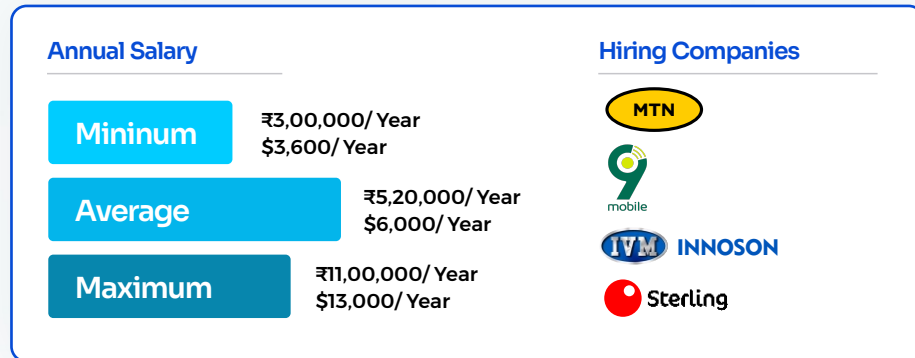 Annual Salary
Mininum
₹3,00,000/ Year
$3,600/ Year
Average
₹5,20,000/ Year
$6,000/ Year
Maximum
₹11,00,000/ Year
$13,000/ Year
Hiring Companies
MTN
9
mobile
IVM INNOSON
Sterling